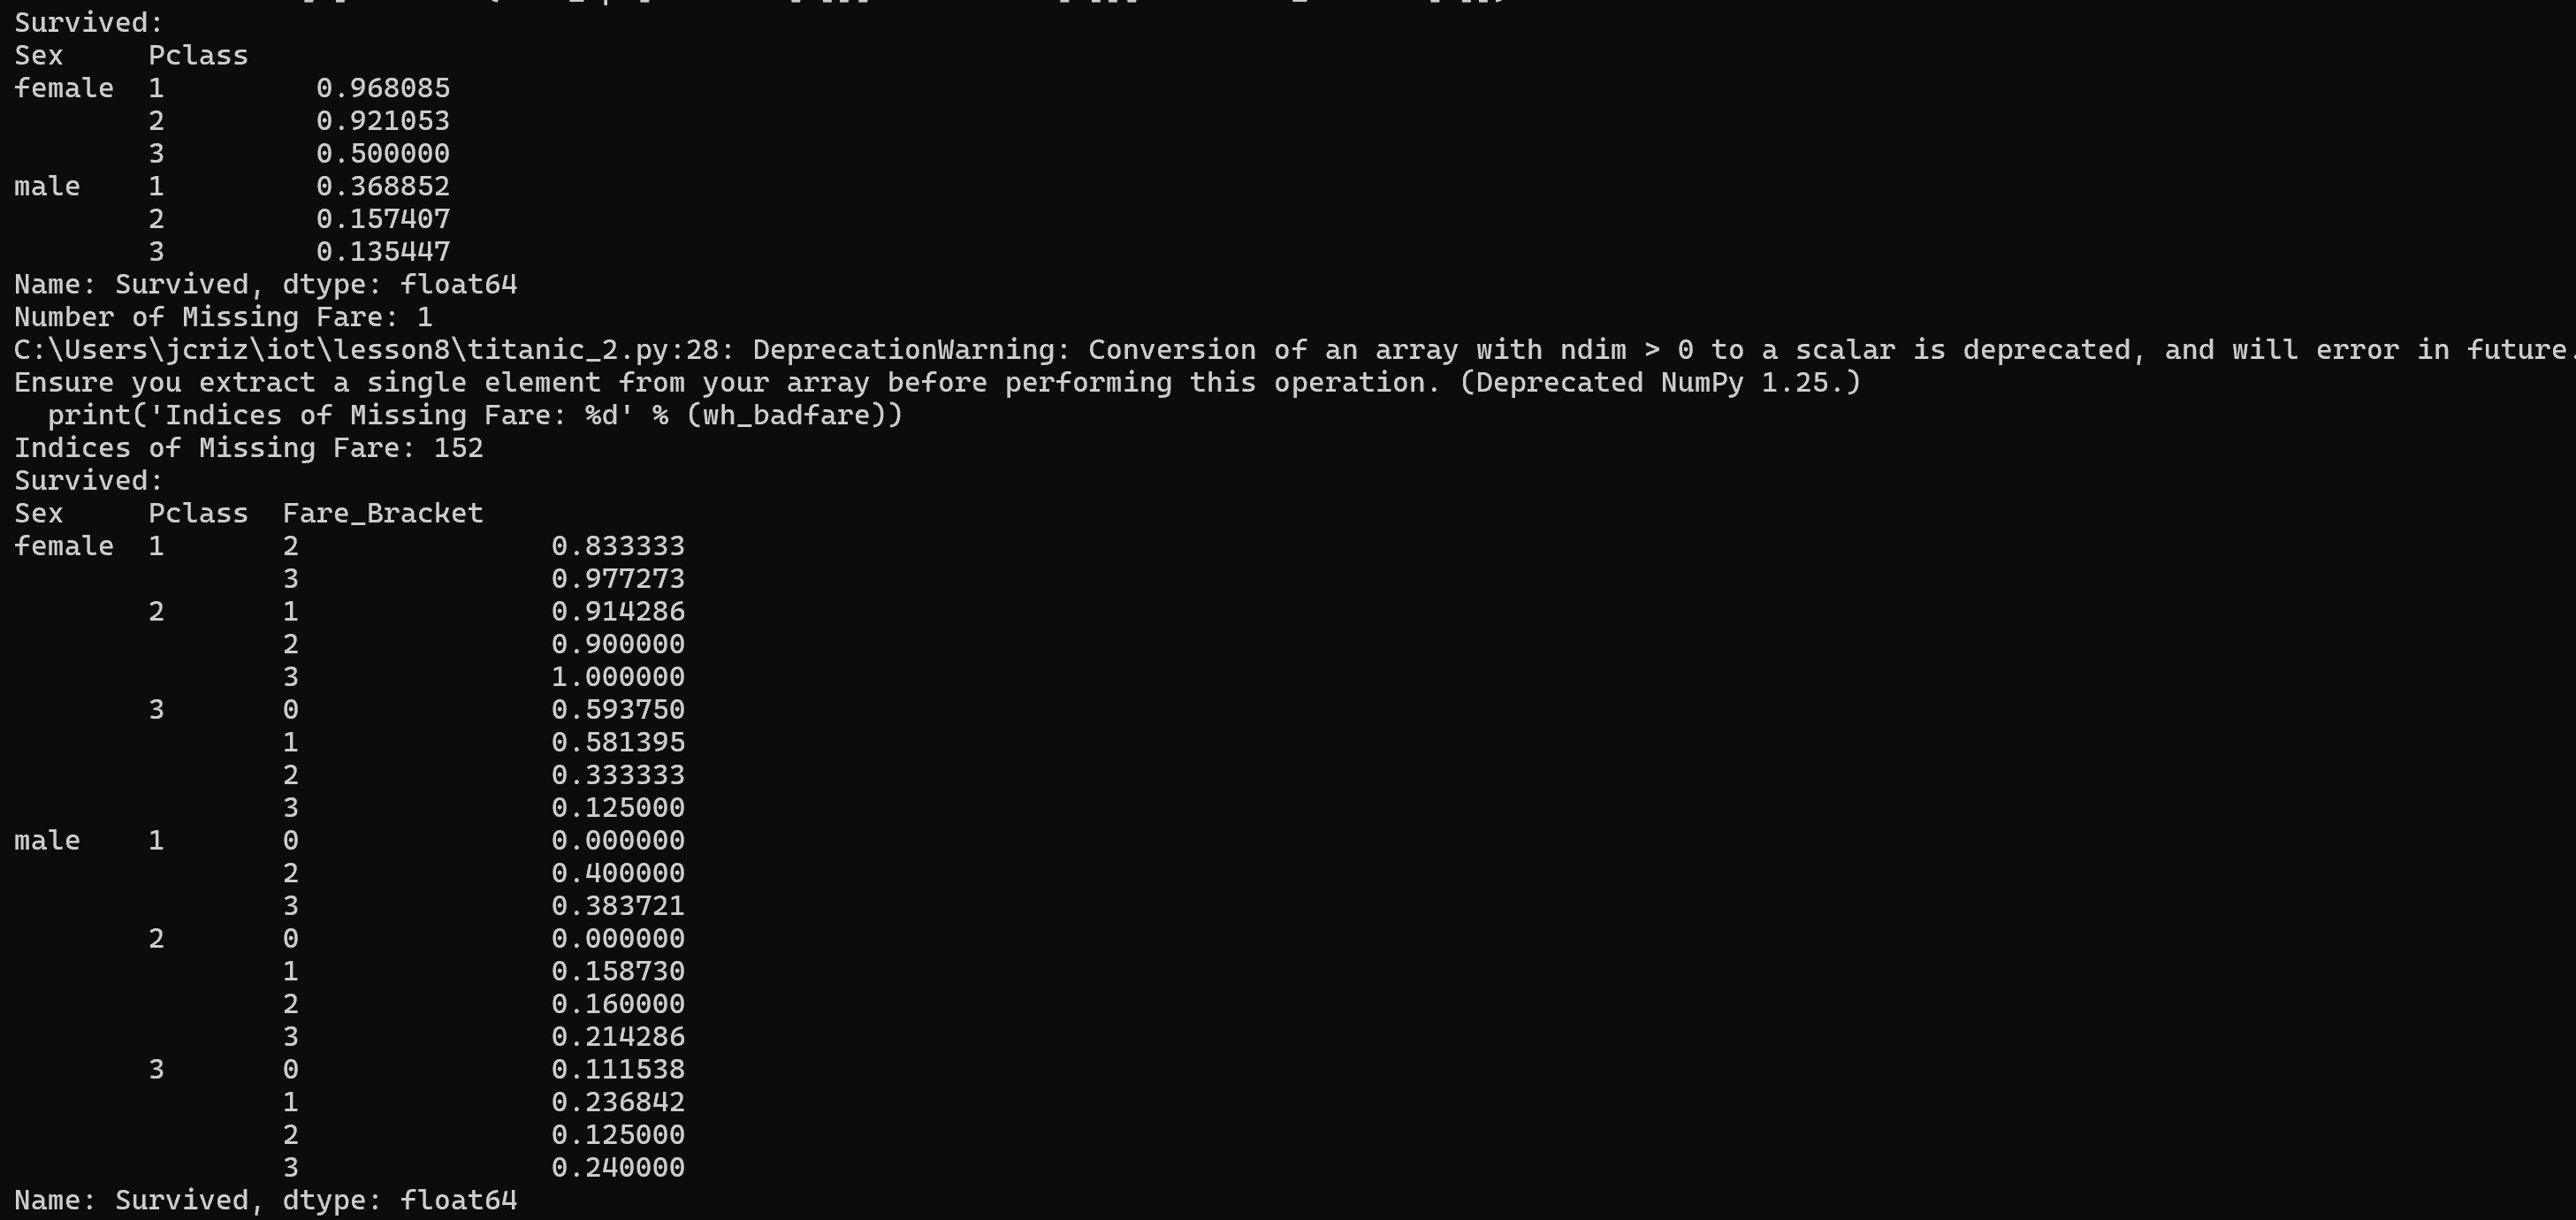 Survived:
Sex     Pclass
female  1         0.968085
        2         0.921053
        3         0.500000
male    1         0.368852
        2         0.157407
        3         0.135447
Name: Survived, dtype: float64
Number of Missing Fare: 1
C:\Users\jcriz\iot\lesson8\titanic_2.py:28: DeprecationWarning: Conversion of an array with ndim > 0 to a scalar is deprecated, and will error in future.
Ensure you extract a single element from your array before performing this operation. (Deprecated NumPy 1.25.)
  print('Indices of Missing Fare: %d' % (wh_badfare))
Indices of Missing Fare: 152
Survived:
Sex     Pclass  Fare_Bracket
female  1       2               0.833333
                3               0.977273
        2       1               0.914286
                2               0.900000
                3               1.000000
        3       0               0.593750
                1               0.581395
                2               0.333333
                3               0.125000
male    1       0               0.000000
                2               0.400000
                3               0.383721
        2       0               0.000000
                1               0.158730
                2               0.160000
                3               0.214286
        3       0               0.111538
                1               0.236842
                2               0.125000
                3               0.240000
Name: Survived, dtype: float64